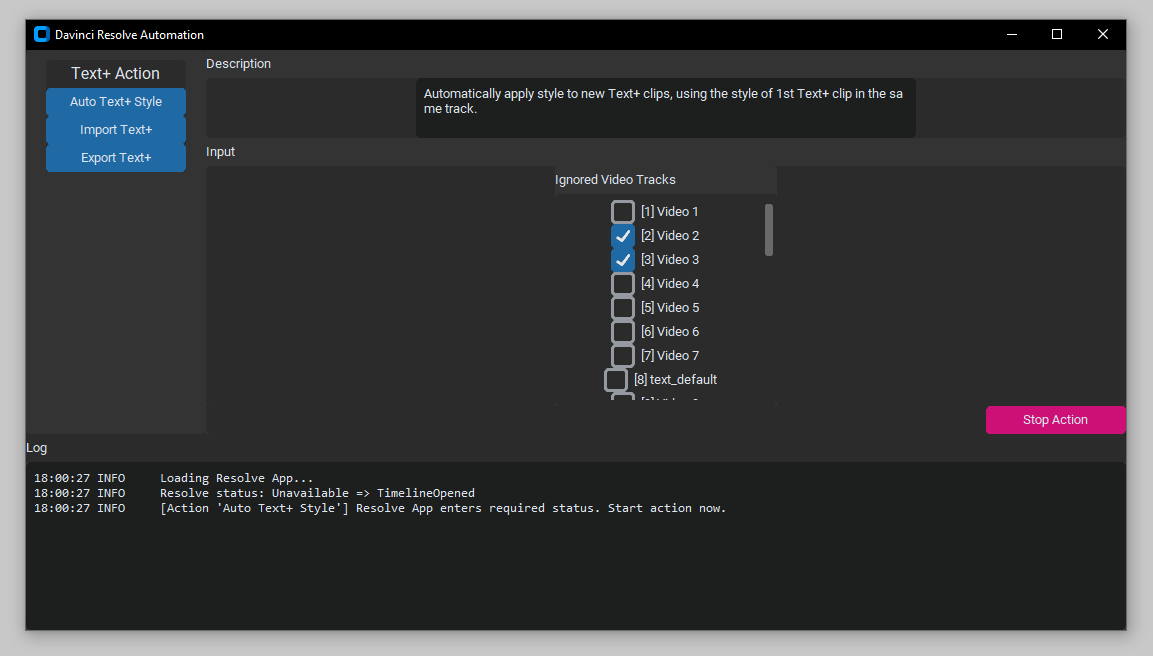 Davinci Resolve Automation
Text+ Action
Auto Text+ Style
Import Text+
Export Text+
Description
Automatically apply style to new Text+ clips, using the style of 1st Text+ clip in the sa
me track.
Input
Ignored Video Tracks
[1] Video 1
[2] Video 2
[3] Video 3
[4] Video 4
[5] Video 5
[6] Video 6
[7] Video 7
[8] text_default
Stop Action
Log
18:00:27 INFO Loading Resolve App...
18:00:27 INFO Resolve status: Unavailable => TimelineOpened
18:00:27 INFO [Action 'Auto Text+ Style'] Resolve App enters required status. Start action now.